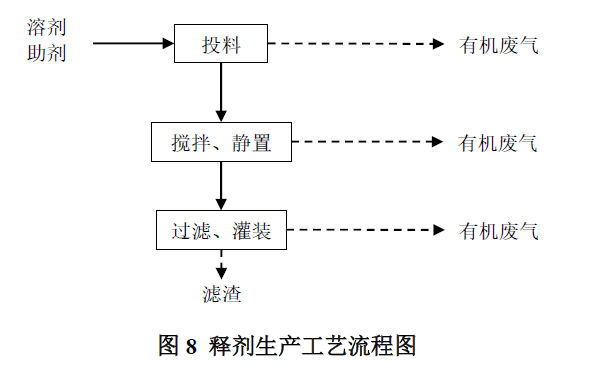 溶剂
助剂
投料
有机废气
搅拌、静置
有机废气
过滤、灌装
有机废气
滤渣
图 8 释剂生产工艺流程图